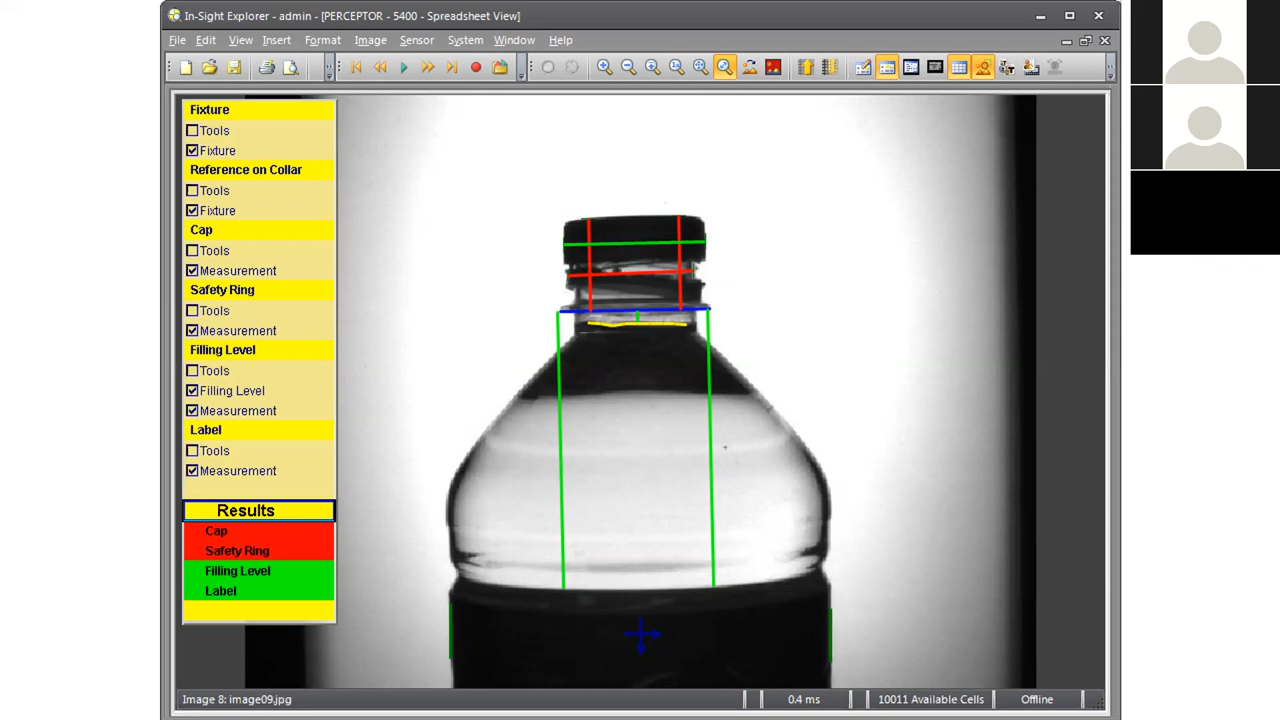 In-Sight Explorer - admin - [PERCEPTOR - 5400 - Spreadsheet View]
File Edit View Insert Format Image Sensor System Window Help
Fixture
Tools
Fixture
Reference on Collar
Tools
Fixture
Cap
Tools
Measurement
Safety Ring
Tools
Measurement
Filling Level
Tools
Filling Level
Measurement
Label
Tools
Measurement
Results
Cap
Safety Ring
Filling Level
Label
Image 8: image09.jpg 0.4 ms 10011 Available Cells Offline